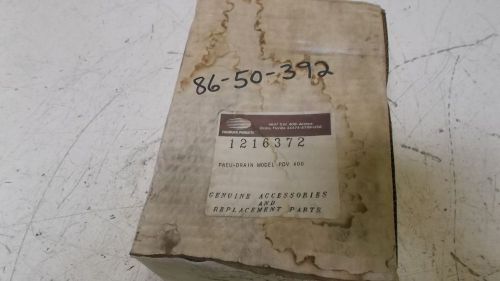 86-50-392
1216372
PNEU-DRAIN MODEL PDV 400
GENUINE ACCESSORIES
AND
REPLACEMENT PARTS